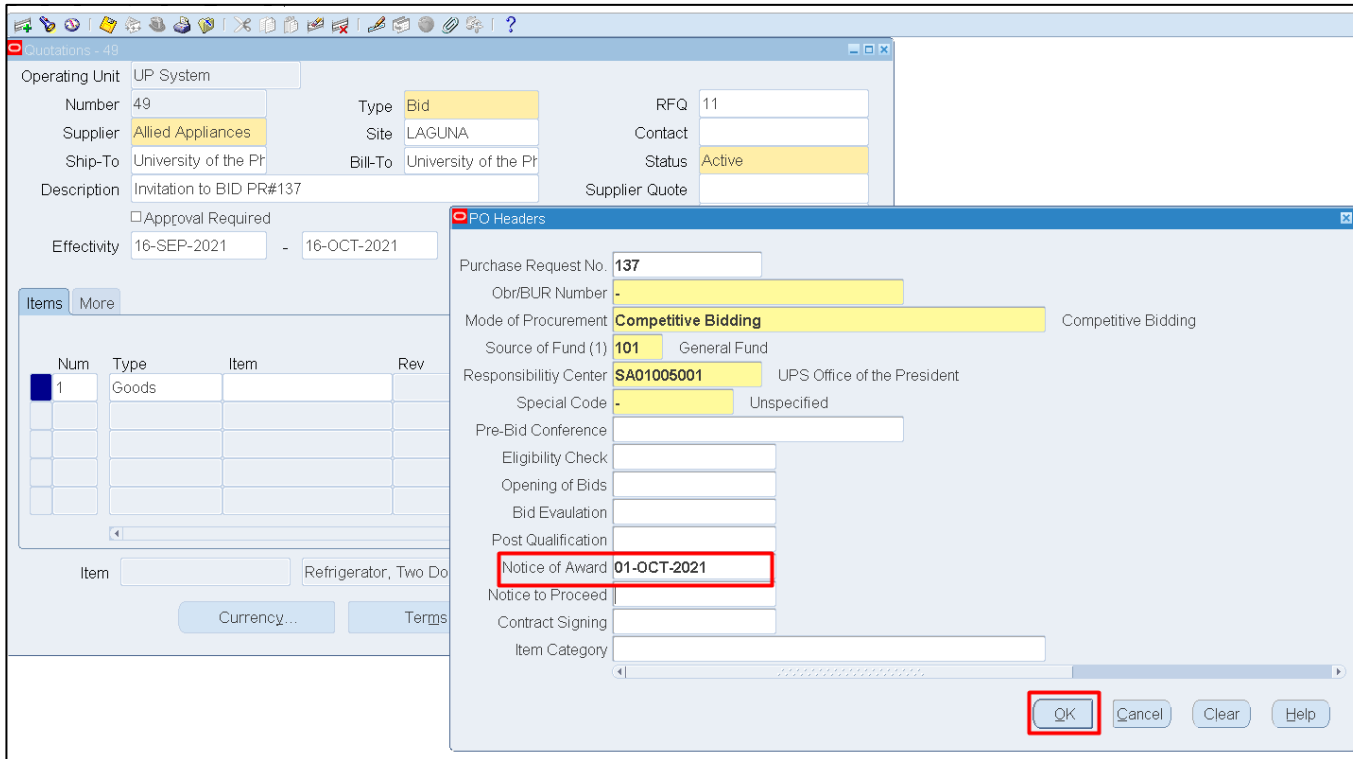 ?
Quotations - 49
Operating Unit UP System
Number 49 Type Bid RFQ 11
Supplier Allied Appliances Site LAGUNA Contact
Ship-To University of the Ph Bill-To University of the Ph Status Active
Description Invitation to BID PR#137 Supplier Quote
Approval Required
Effectivity 16-SEP-2021 - 16-OCT-2021
Items More
Num Type Item Rev
1 Goods
Item Refrigerator, Two Do
Currency... Terms
PO Headers
Purchase Request No. 137
Obr/BUR Number -
Mode of Procurement Competitive Bidding Competitive Bidding
Source of Fund (1) 101 General Fund
Responsibility Center SA01005001 UPS Office of the President
Special Code - Unspecified
Pre-Bid Conference
Eligibility Check
Opening of Bids
Bid Evaulation
Post Qualification
Notice of Award 01-OCT-2021
Notice to Proceed
Contract Signing
Item Category
OK Cancel Clear Help